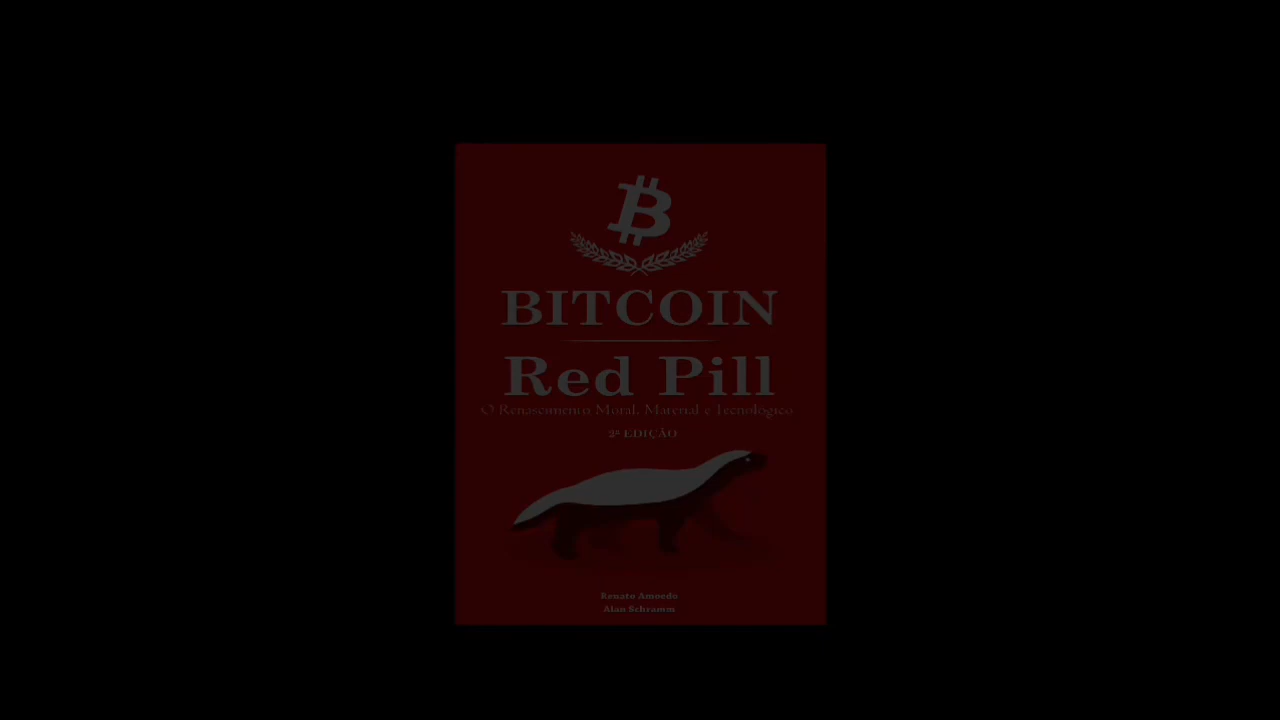 BITCOIN
Red Pill
O Renascimento Moral, Material e Tecnológico
2ª EDIÇÃO
Renato Amoedo
Alan Schramm